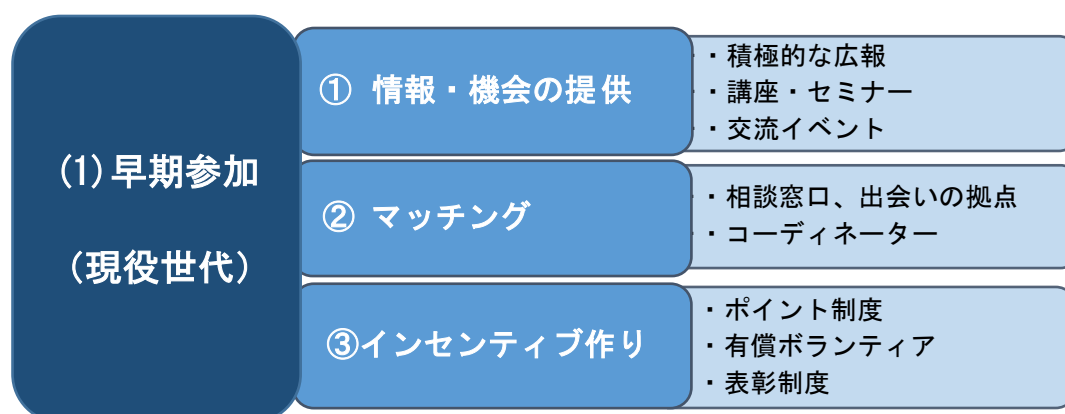 (1)早期参加
（現役世代）
① 情報・機会の提供
・積極的な広報
・講座・セミナー
・交流イベント
② マッチング
・相談窓口、出会いの拠点
・コーディネーター
③インセンティブ作り
・ポイント制度
・有償ボランティア
・表彰制度